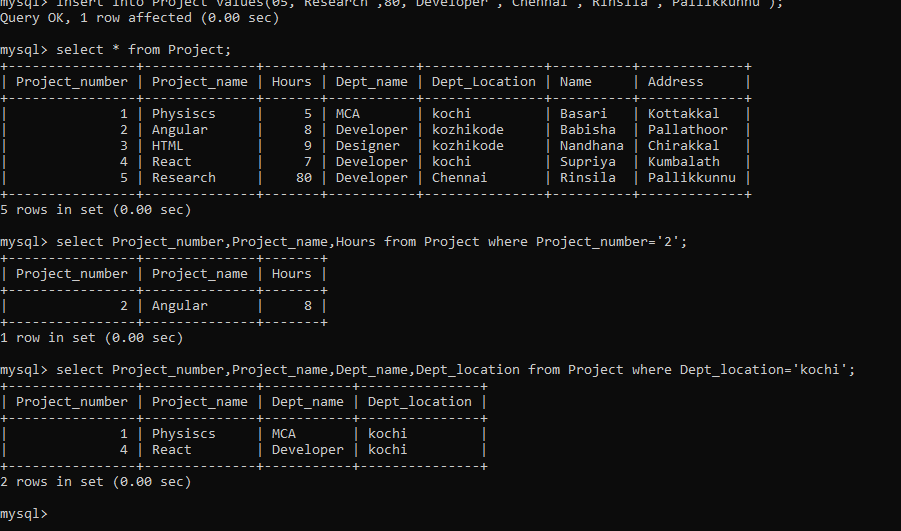 mysql> insert into Project values(05,'Research',80,'Developer','Chennai','Rinsila','Pallikkunnu');
Query OK, 1 row affected (0.00 sec)
mysql> select * from Project;
+----------------+--------------+-------+-----------+---------------+----------+-------------+
| Project_number | Project_name | Hours | Dept_name | Dept_Location | Name     | Address     |
+----------------+--------------+-------+-----------+---------------+----------+-------------+
|              1 | Physiscs     |     5 | MCA       | kochi         | Basari   | Kottakkal   |
|              2 | Angular      |     8 | Developer | kozhikode     | Babisha  | Pallathoor  |
|              3 | HTML         |     9 | Designer  | kozhikode     | Nandhana | Chirakkal   |
|              4 | React        |     7 | Developer | kochi         | Supriya  | Kumbalath   |
|              5 | Research     |    80 | Developer | Chennai       | Rinsila  | Pallikkunnu |
+----------------+--------------+-------+-----------+---------------+----------+-------------+
5 rows in set (0.00 sec)
mysql> select Project_number,Project_name,Hours from Project where Project_number='2';
+----------------+--------------+-------+
| Project_number | Project_name | Hours |
+----------------+--------------+-------+
|              2 | Angular      |     8 |
+----------------+--------------+-------+
1 row in set (0.00 sec)
mysql> select Project_number,Project_name,Dept_name,Dept_location from Project where Dept_location='kochi';
+----------------+--------------+-----------+---------------+
| Project_number | Project_name | Dept_name | Dept_location |
+----------------+--------------+-----------+---------------+
|              1 | Physiscs     | MCA       | kochi         |
|              4 | React        | Developer | kochi         |
+----------------+--------------+-----------+---------------+
2 rows in set (0.00 sec)
mysql>